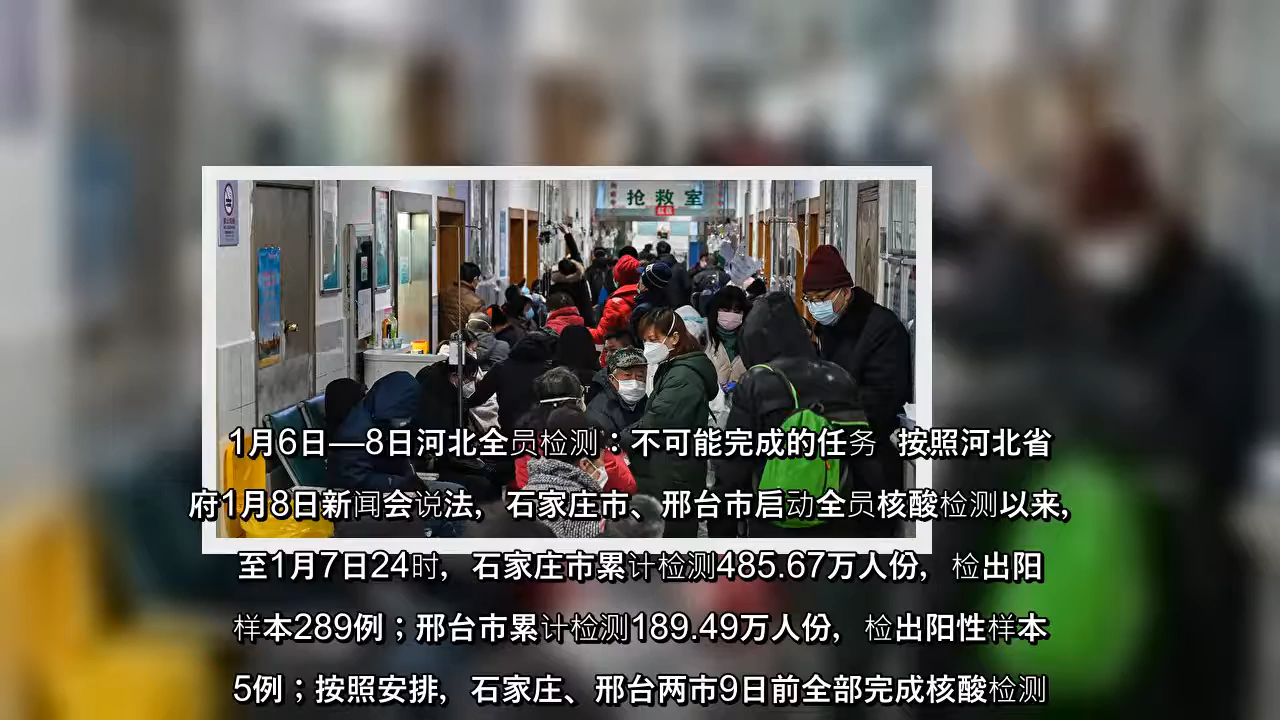 抢救室
红区
1月6日—8日河北全员检测：不可能完成的任务 按照河北省
府1月8日新闻会说法，石家庄市、邢台市启动全员核酸检测以来，
至1月7日24时，石家庄市累计检测485.67万人份，检出阳
样本289例；邢台市累计检测189.49万人份，检出阳性样本
5例；按照安排，石家庄、邢台两市9日前全部完成核酸检测